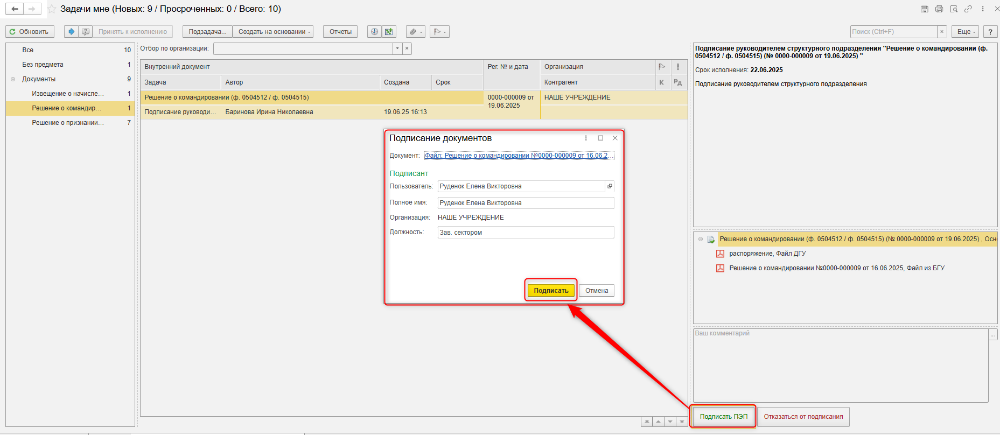 Задачи мне (Новых: 9 / Просроченных: 0 / Всего: 10)
Обновить
Принять к исполнению
Подзадача...
Создать на основании
Отчеты
Поиск (Ctrl+F)
×
Еще
?
Все 10
Без предмета 1
Документы 9
Извещение о начисле... 1
Решение о командир... 1
Решение о признании... 7
Отбор по организации:
×
Внутренний документ
Рег. № и дата
Организация
Задача
Автор
Создана
Срок
Контрагент
К
Рд
Решение о командировании (ф. 0504512 / ф. 0504515)
0000-000009 от
19.06.2025
НАШЕ УЧРЕЖДЕНИЕ
Подписание руководи...
Баринова Ирина Николаевна
19.06.25 16:13
Подписание документов
Документ: Файл: Решение о командировании №0000-000009 от 16.06.2...
Подписант
Пользователь: Руденок Елена Викторовна
Полное имя: Руденок Елена Викторовна
Организация: НАШЕ УЧРЕЖДЕНИЕ
Должность: Зав. сектором
Подписать
Отмена
Подписание руководителем структурного подразделения "Решение о командировании (ф.
0504512 / ф. 0504515) (№ 0000-000009 от 19.06.2025) "
Срок исполнения: 22.06.2025
Подписание руководителем структурного подразделения
Решение о командировании (ф. 0504512 / ф. 0504515) (№ 0000-000009 от 19.06.2025) , Осно
распоряжение, Файл ДГУ
Решение о командировании №0000-000009 от 16.06.2025, Файл из БГУ
Ваш комментарий
...
Подписать ПЭП
Отказаться от подписания